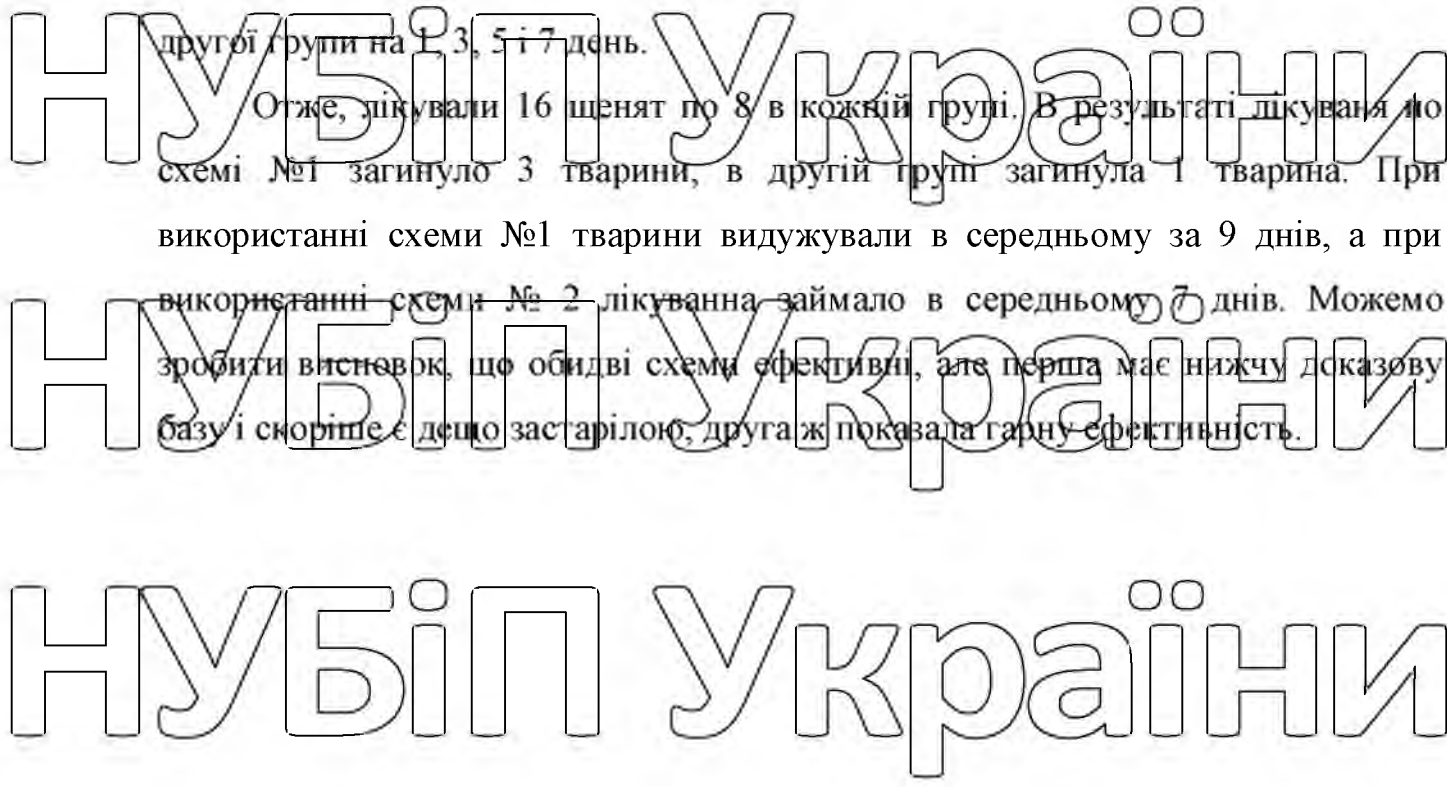 другої групи на 1, 3, 5 і 7 день.
Отже, лікували 16 щенят по 8 в кожній групі. В результаті лікуваня по
схемі №1 загинуло 3 тварини, в другій групі загинула 1 тварина. При
використанні схеми №1 тварини видужували в середньому за 9 днів, а при
використанні схеми № 2 лікуванна займало в середньому 7 днів. Можемо
зробити висновок, що обидві схеми ефективні, але перша має нижчу доказову
базу і скоріше є дещо застарілою, друга ж показала гарну ефективність.
НУБіП України
НУБіП України
НУБіП України